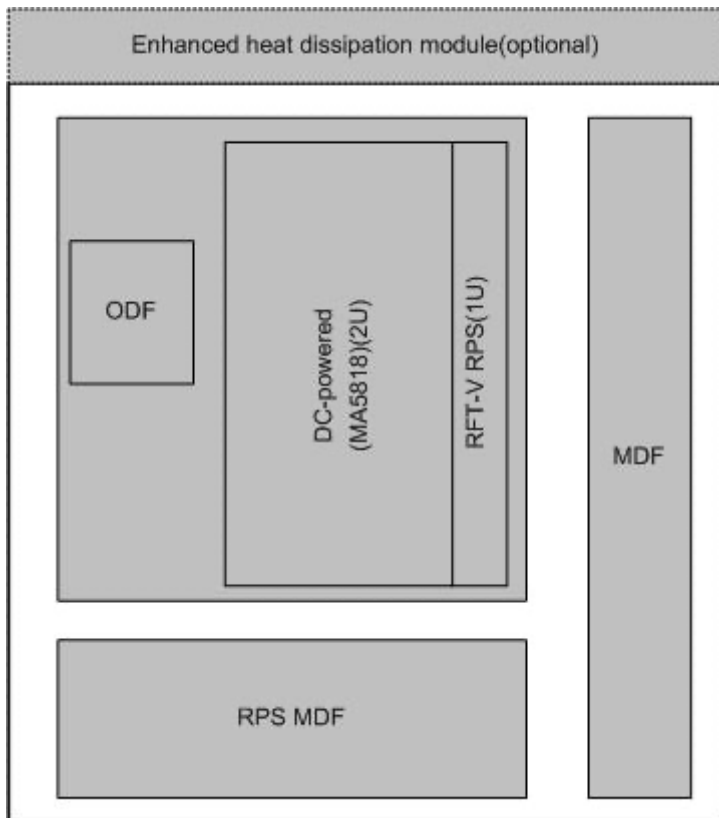 Enhanced heat dissipation module(optional)
ODF
DC-powered
(MA5818)(2U)
RFT-V RPS(1U)
MDF
RPS MDF